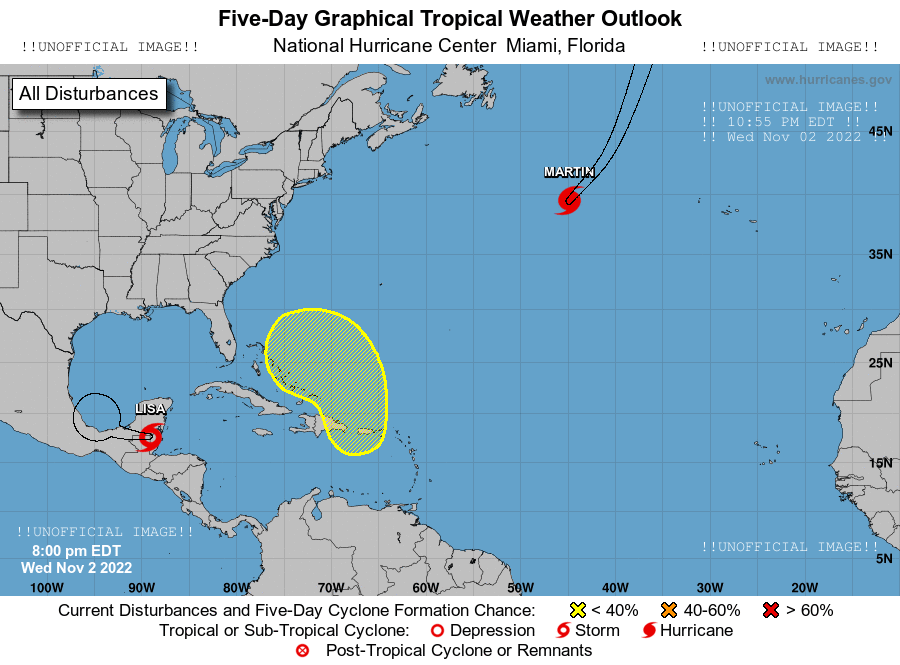 Five-Day Graphical Tropical Weather Outlook
!!UNOFFICIAL IMAGE!! National Hurricane Center Miami, Florida !!UNOFFICIAL IMAGE!!
www.hurricanes.gov
All Disturbances
!!UNOFFICIAL IMAGE!!
!! 10:55 PM EDT !!
!! Wed Nov 02 2022 !!
45N
MARTIN
35N
25N
LISA
15N
!!UNOFFICIAL IMAGE!!
8:00 pm EDT
Wed Nov 2 2022
!!UNOFFICIAL IMAGE!!
5N
100W 90W 80W 70W 60W 50W 40W 30W 20W
Current Disturbances and Five-Day Cyclone Formation Chance: < 40% 40-60% > 60%
Tropical or Sub-Tropical Cyclone: Depression Storm Hurricane
Post-Tropical Cyclone or Remnants